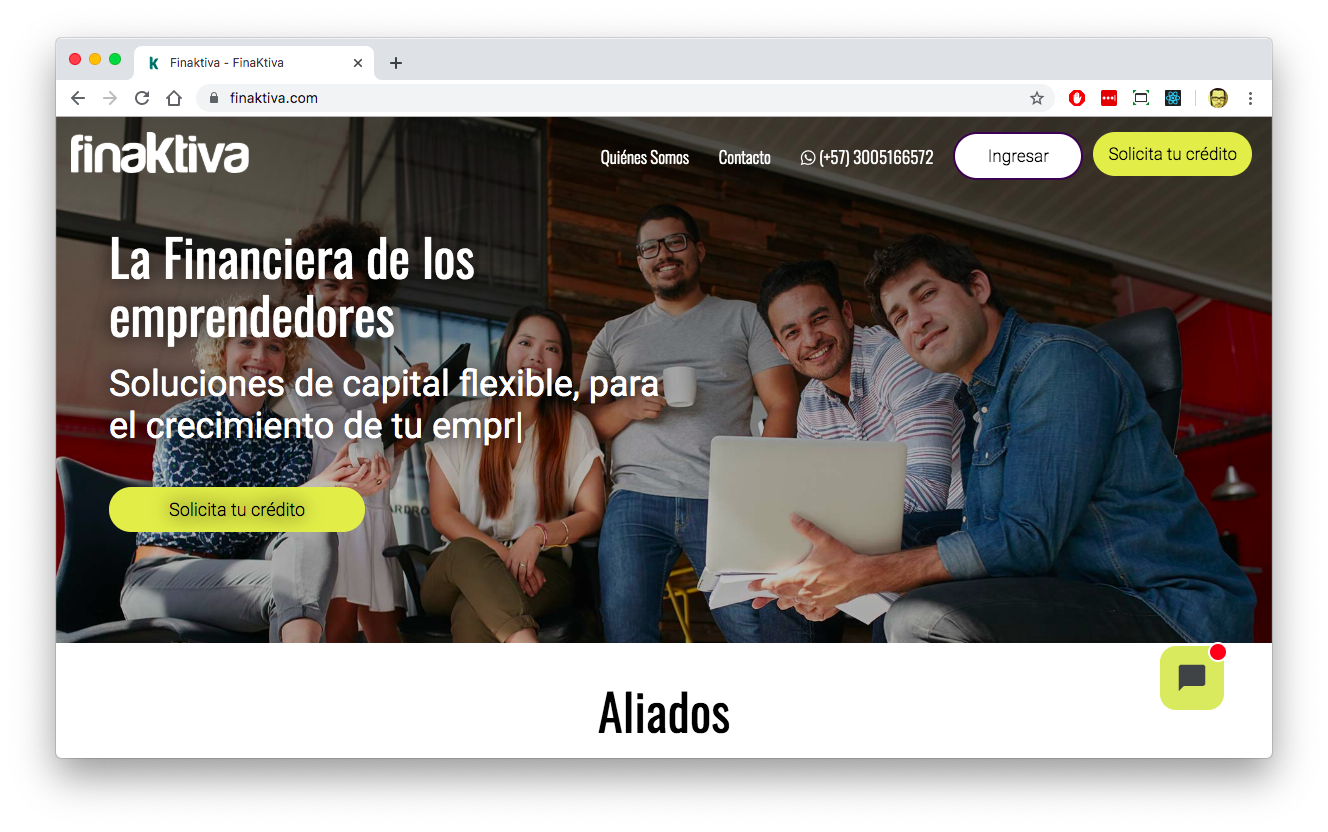 Finaktiva - FinaKtiva
finaktiva.com
finaktiva
Quiénes Somos
Contacto
(+57) 3005166572
Ingresar
Solicita tu crédito
La Financiera de los
emprendedores
Soluciones de capital flexible, para
el crecimiento de tu empr|
Solicita tu crédito
Aliados